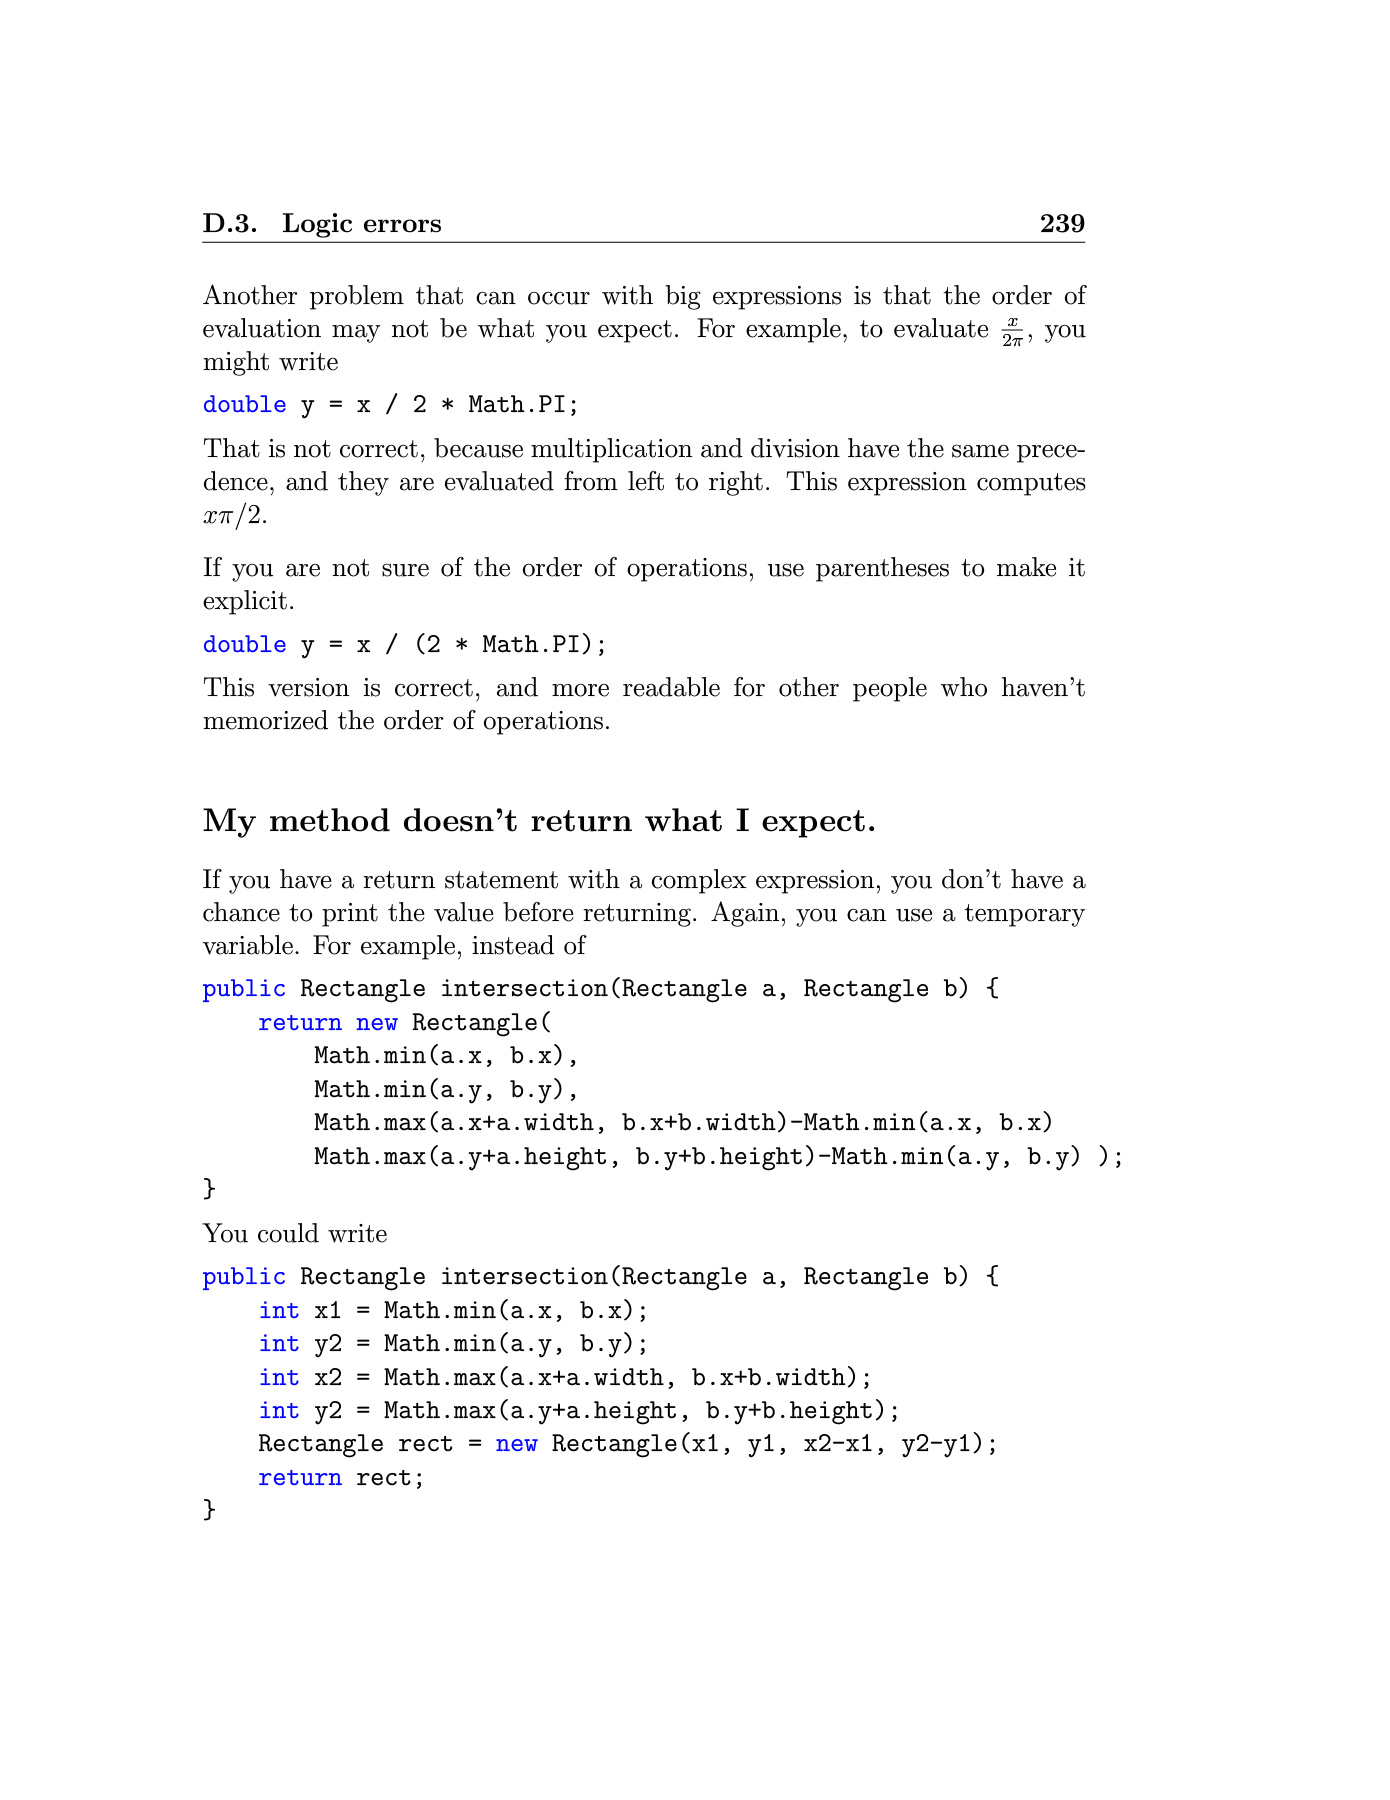 D.3. Logic errors 239
Another problem that can occur with big expressions is that the order of
evaluation may not be what you expect. For example, to evaluate x/2π, you
might write
double y = x / 2 * Math.PI;
That is not correct, because multiplication and division have the same prece-
dence, and they are evaluated from left to right. This expression computes
xπ/2.
If you are not sure of the order of operations, use parentheses to make it
explicit.
double y = x / (2 * Math.PI);
This version is correct, and more readable for other people who haven't
memorized the order of operations.
My method doesn't return what I expect.
If you have a return statement with a complex expression, you don't have a
chance to print the value before returning. Again, you can use a temporary
variable. For example, instead of
public Rectangle intersection(Rectangle a, Rectangle b) {
    return new Rectangle(
        Math.min(a.x, b.x),
        Math.min(a.y, b.y),
        Math.max(a.x+a.width, b.x+b.width)-Math.min(a.x, b.x)
        Math.max(a.y+a.height, b.y+b.height)-Math.min(a.y, b.y) );
}
You could write
public Rectangle intersection(Rectangle a, Rectangle b) {
    int x1 = Math.min(a.x, b.x);
    int y2 = Math.min(a.y, b.y);
    int x2 = Math.max(a.x+a.width, b.x+b.width);
    int y2 = Math.max(a.y+a.height, b.y+b.height);
    Rectangle rect = new Rectangle(x1, y1, x2-x1, y2-y1);
    return rect;
}